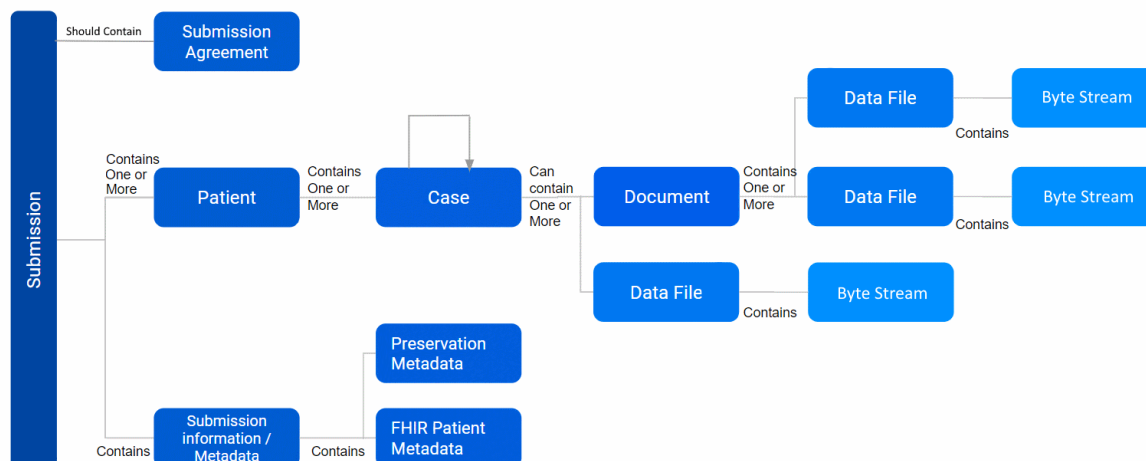 Should Contain
Submission
Agreement
Data File
Byte Stream
Contains
Contains
One or
More
Patient
Contains
One or
More
Case
Can
contain
One or
More
Document
Contains
One or
More
Data File
Byte Stream
Contains
Submission
Data File
Byte Stream
Contains
Preservation
Metadata
Contains
Submission
information /
Metadata
Contains
FHIR Patient
Metadata